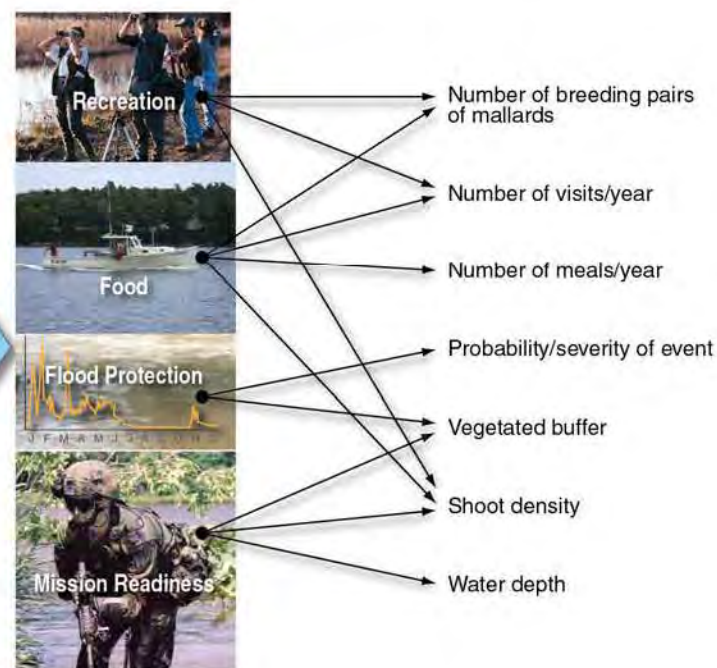 Recreation
Food
Flood Protection
J F M A M J J A S O N D
Mission Readiness
Number of breeding pairs
of mallards
Number of visits/year
Number of meals/year
Probability/severity of event
Vegetated buffer
Shoot density
Water depth